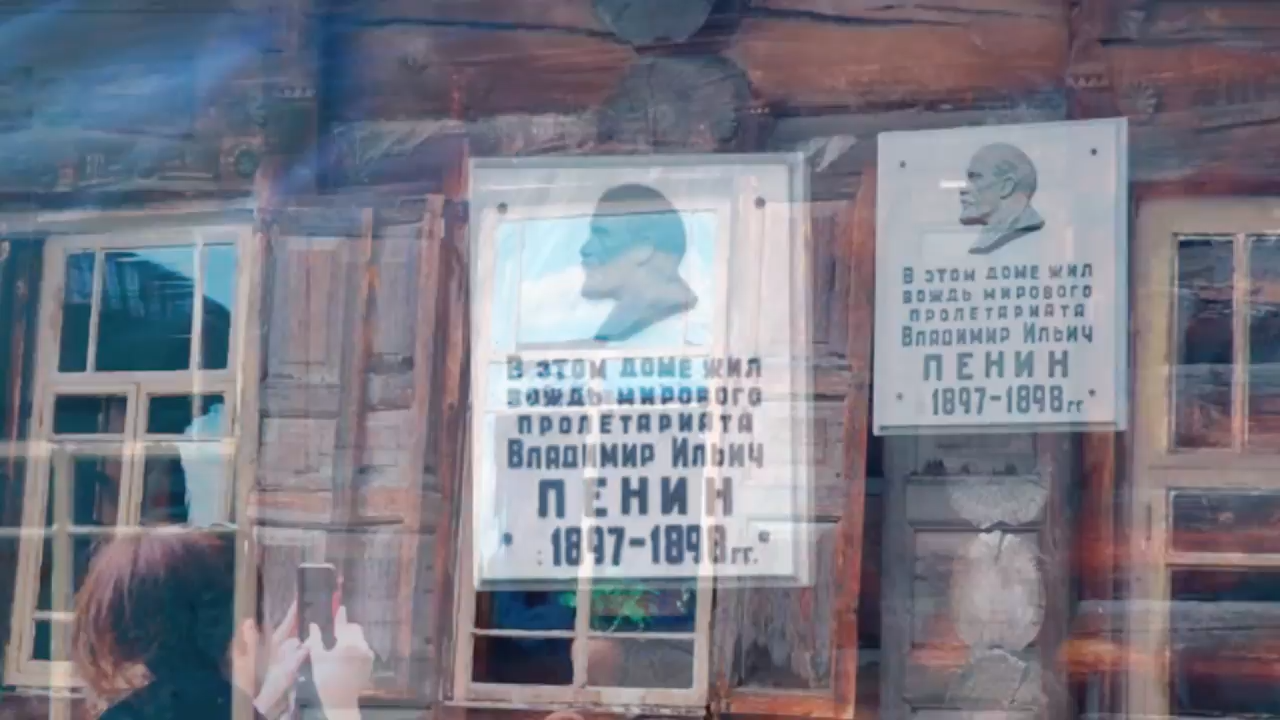 В этом доме жил
вождь мирового
пролетариата
Владимир Ильич
ЛЕНИН
1897-1898 гг.
В этом доме жил
вождь мирового
пролетариата
Владимир Ильич
ЛЕНИН
1897-1898 гг